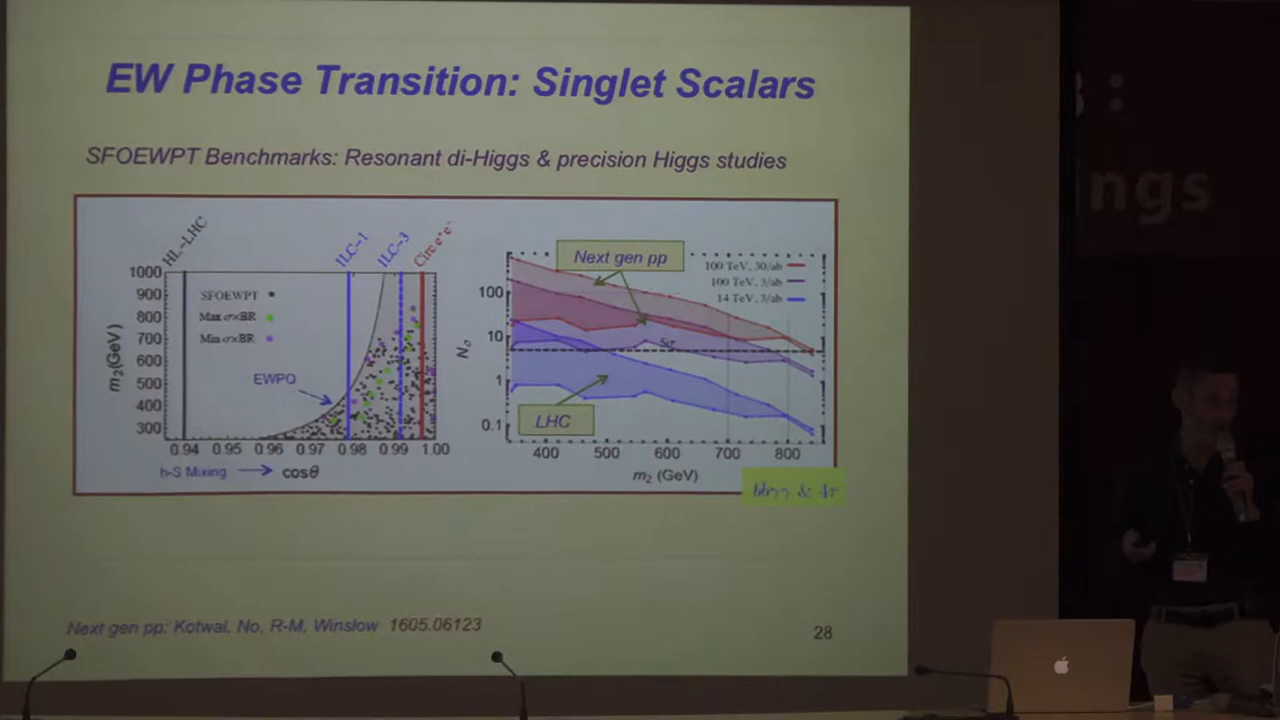 EW Phase Transition: Singlet Scalars
SFOEWPT Benchmarks: Resonant di-Higgs & precision Higgs studies
HL-LHC
ILC-1
ILC-3
Circ e⁺e⁻
1000
900
800
700
600
500
400
300
m₂(GeV)
SFOEWPT
Max σ×BR
Min σ×BR
EWPO
0.94 0.95 0.96 0.97 0.98 0.99 1.00
h-S Mixing → cosθ
Next gen pp
100 TeV, 30/ab
100 TeV, 3/ab
14 TeV, 3/ab
100
10
1
0.1
Nσ
5σ
LHC
400 500 600 700 800
m₂ (GeV)
bbγγ & 4τ
Next gen pp: Kotwal, No, R-M, Winslow 1605.06123
28
ings